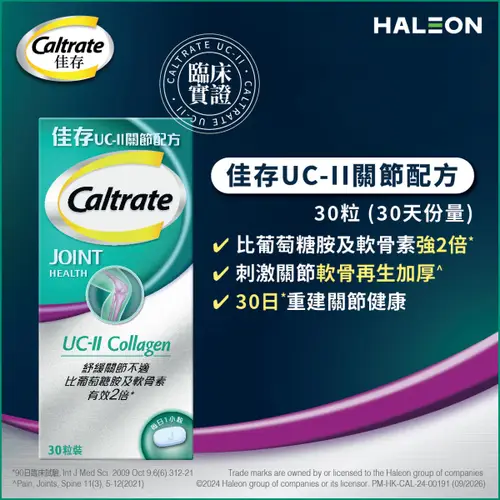 Caltrate
佳存
HALEON
CALTRATE UC-II
臨床
實證
CALTRATE UC-II
佳存UC-II關節配方
Caltrate
JOINT
HEALTH
UC-II Collagen
舒緩關節不適
比葡萄糖胺及軟骨素
有效2倍*
每日1小粒
30粒裝
佳存UC-II關節配方
30粒 (30天份量)
✓ 比葡萄糖胺及軟骨素強2倍*
✓ 刺激關節軟骨再生加厚^
✓ 30日*重建關節健康
*90日臨床試驗, Int J Med Sci. 2009 Oct 9;6(6) 312-21
^Pain, Joints, Spine 11(3), 5-12(2021)
Trade marks are owned by or licensed to the Haleon group of companies
©2024 Haleon group of companies or its licensor. PM-HK-CAL-24-00191 (09/2026)